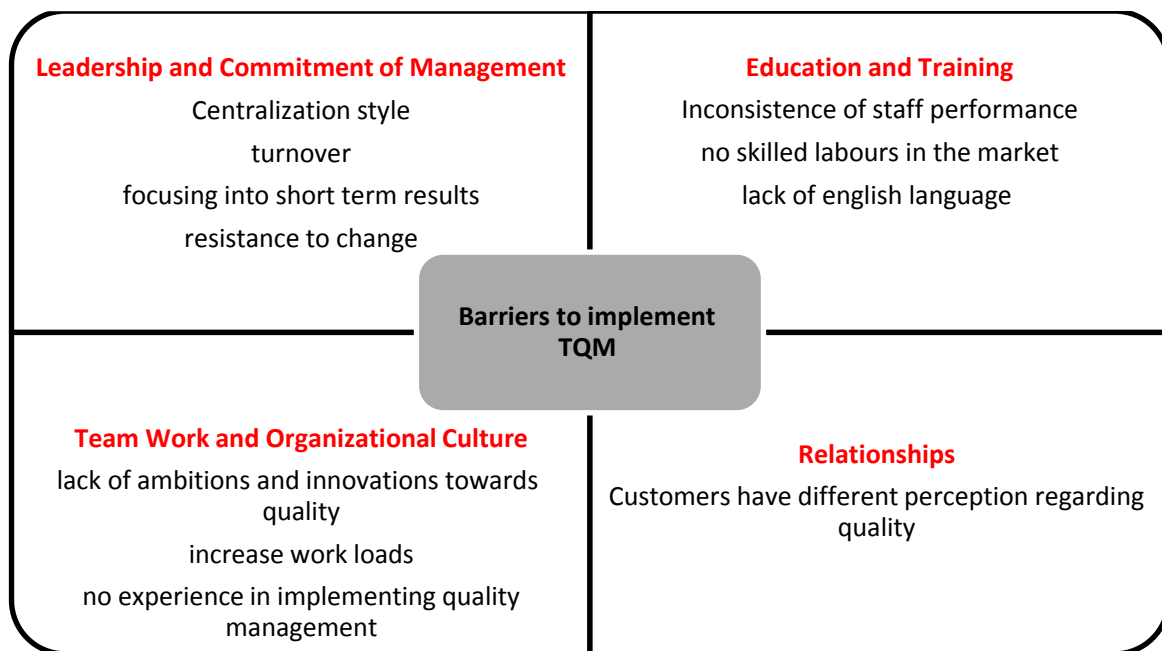 Leadership and Commitment of Management
Centralization style
turnover
focusing into short term results
resistance to change
Education and Training
Inconsistence of staff performance
no skilled labours in the market
lack of english language
Barriers to implement
TQM
Team Work and Organizational Culture
lack of ambitions and innovations towards
quality
increase work loads
no experience in implementing quality
management
Relationships
Customers have different perception regarding
quality